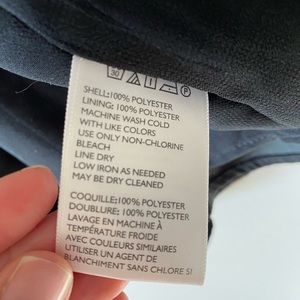 30 P
SHELL:100% POLYESTER
LINING: 100% POLYESTER
MACHINE WASH COLD
WITH LIKE COLORS
USE ONLY NON-CHLORINE
BLEACH
LINE DRY
LOW IRON AS NEEDED
MAY BE DRY CLEANED
COQUILLE:100% POLYESTER
DOUBLURE: 100% POLYESTER
LAVAGE EN MACHINE À
TEMPÉRATURE FROIDE
AVEC COULEURS SIMILAIRES
UTILISER UN AGENT DE
BLANCHIMENT SANS CHLORE SI